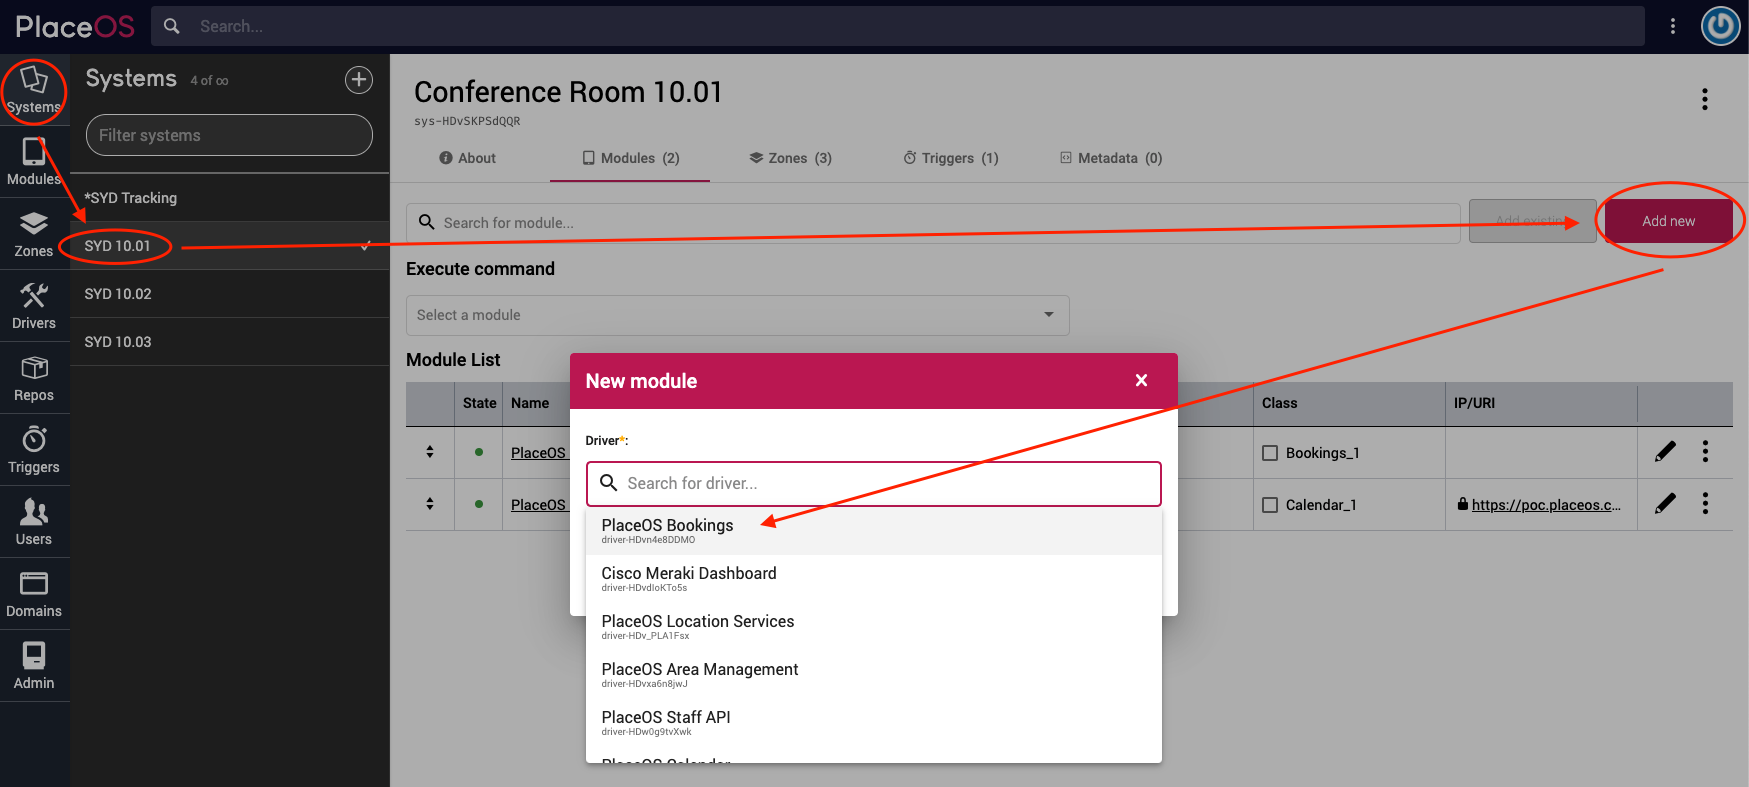 PlaceOS
Search...
Systems
Modules
Zones
Drivers
Repos
Triggers
Users
Domains
Admin
Systems 4 of ∞
Filter systems
*SYD Tracking
SYD 10.01
SYD 10.02
SYD 10.03
Conference Room 10.01
sys-HDvSKPSdQQR
About
Modules (2)
Zones (3)
Triggers (1)
Metadata (0)
Search for module...
Add existing
Add new
Execute command
Select a module
Module List
State Name Class IP/URI
PlaceOS Bookings_1
PlaceOS Calendar_1 https://poc.placeos.c...
New module
Driver*:
Search for driver...
PlaceOS Bookings
driver-HDvn4e8DDMO
Cisco Meraki Dashboard
driver-HDvdIoKTo5s
PlaceOS Location Services
driver-HDv_PLA1Fsx
PlaceOS Area Management
driver-HDvxa6n8jwJ
PlaceOS Staff API
driver-HDw0g9tvXwk
PlaceOS Calendar